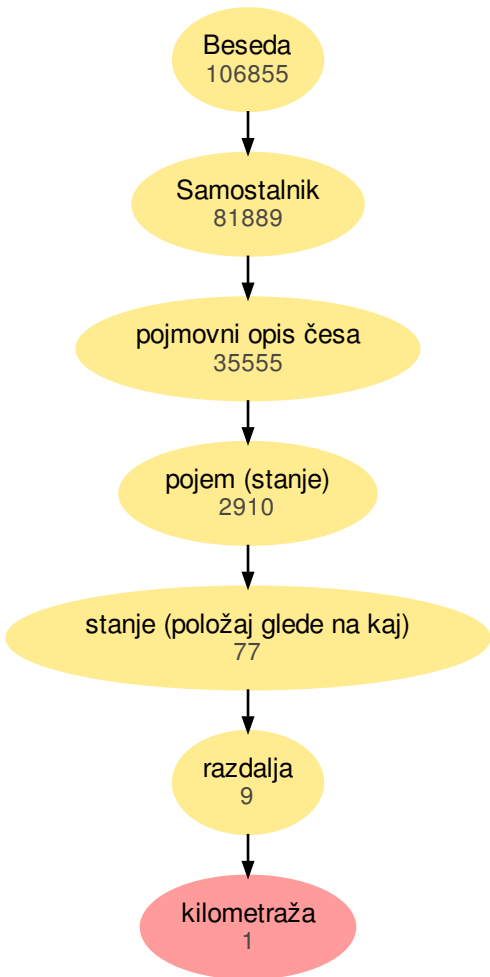 Beseda
106855
Samostalnik
81889
pojmovni opis česa
35555
pojem (stanje)
2910
stanje (položaj glede na kaj)
77
razdalja
9
kilometraža
1